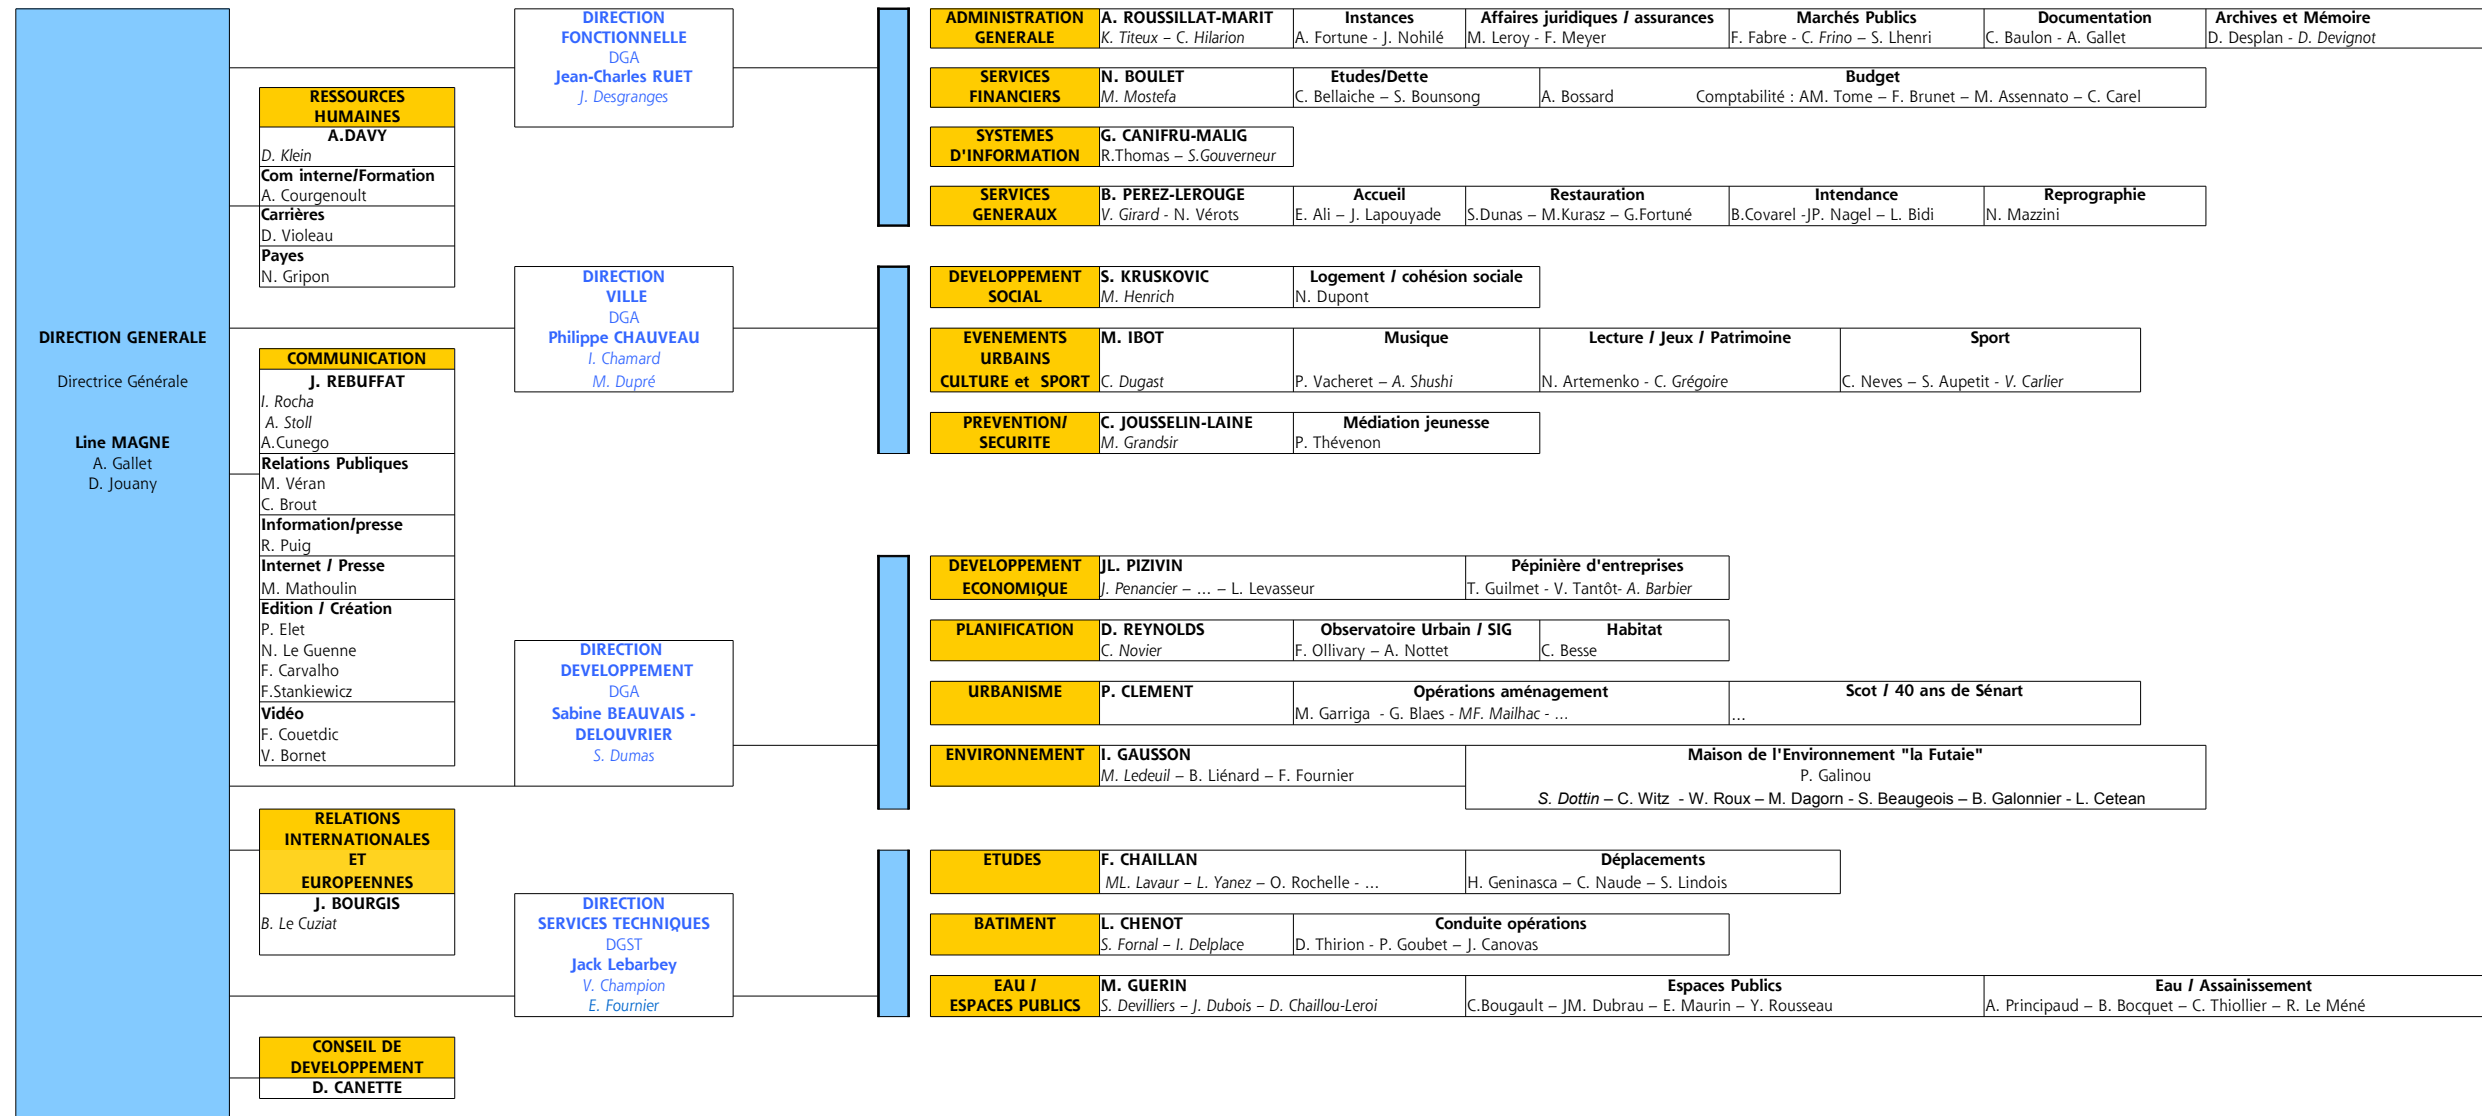 DIRECTION GENERALE
Directrice Générale
Line MAGNE
A. Gallet
D. Jouany
RESSOURCES
HUMAINES
A.DAVY
D. Klein
Com interne/Formation
A. Courgenoult
Carrières
D. Violeau
Payes
N. Gripon
COMMUNICATION
J. REBUFFAT
I. Rocha
A. Stoll
A.Cunego
Relations Publiques
M. Véran
C. Brout
Information/presse
R. Puig
Internet / Presse
M. Mathoulin
Edition / Création
P. Elet
N. Le Guenne
F. Carvalho
F.Stankiewicz
Vidéo
F. Couetdic
V. Bornet
RELATIONS
INTERNATIONALES
ET
EUROPEENNES
J. BOURGIS
B. Le Cuziat
CONSEIL DE
DEVELOPPEMENT
D. CANETTE
DIRECTION
FONCTIONNELLE
DGA
Jean-Charles RUET
J. Desgranges
ADMINISTRATION
GENERALE
A. ROUSSILLAT-MARIT
K. Titeux – C. Hilarion
Instances
A. Fortune - J. Nohilé
Affaires juridiques / assurances
M. Leroy - F. Meyer
Marchés Publics
F. Fabre - C. Frino – S. Lhenri
Documentation
C. Baulon - A. Gallet
Archives et Mémoire
D. Desplan - D. Devignot
SERVICES
FINANCIERS
N. BOULET
M. Mostefa
Etudes/Dette
C. Bellaiche – S. Bounsong
Budget
A. Bossard Comptabilité : AM. Tome – F. Brunet – M. Assennato – C. Carel
SYSTEMES
D'INFORMATION
G. CANIFRU-MALIG
R.Thomas – S.Gouverneur
SERVICES
GENERAUX
B. PEREZ-LEROUGE
V. Girard - N. Vérots
Accueil
E. Ali – J. Lapouyade
Restauration
S.Dunas – M.Kurasz – G.Fortuné
Intendance
B.Covarel -JP. Nagel – L. Bidi
Reprographie
N. Mazzini
DIRECTION
VILLE
DGA
Philippe CHAUVEAU
I. Chamard
M. Dupré
DEVELOPPEMENT
SOCIAL
S. KRUSKOVIC
M. Henrich
Logement / cohésion sociale
N. Dupont
EVENEMENTS
URBAINS
CULTURE et SPORT
M. IBOT
C. Dugast
Musique
P. Vacheret – A. Shushi
Lecture / Jeux / Patrimoine
N. Artemenko - C. Grégoire
Sport
C. Neves – S. Aupetit - V. Carlier
PREVENTION/
SECURITE
C. JOUSSELIN-LAINE
M. Grandsir
Médiation jeunesse
P. Thévenon
DIRECTION
DEVELOPPEMENT
DGA
Sabine BEAUVAIS -
DELOUVRIER
S. Dumas
DEVELOPPEMENT
ECONOMIQUE
JL. PIZIVIN
J. Penancier – ... – L. Levasseur
Pépinière d'entreprises
T. Guilmet - V. Tantôt- A. Barbier
PLANIFICATION
D. REYNOLDS
C. Novier
Observatoire Urbain / SIG
F. Ollivary – A. Nottet
Habitat
C. Besse
URBANISME
P. CLEMENT
Opérations aménagement
M. Garriga - G. Blaes - MF. Mailhac - ...
Scot / 40 ans de Sénart
...
ENVIRONNEMENT
I. GAUSSON
M. Ledeuil – B. Liénard – F. Fournier
Maison de l'Environnement "la Futaie"
P. Galinou
S. Dottin – C. Witz - W. Roux – M. Dagorn - S. Beaugeois – B. Galonnier - L. Cetean
DIRECTION
SERVICES TECHNIQUES
DGST
Jack Lebarbey
V. Champion
E. Fournier
ETUDES
F. CHAILLAN
ML. Lavaur – L. Yanez – O. Rochelle - ...
Déplacements
H. Geninasca – C. Naude – S. Lindois
BATIMENT
L. CHENOT
S. Fornal – I. Delplace
Conduite opérations
D. Thirion - P. Goubet – J. Canovas
EAU /
ESPACES PUBLICS
M. GUERIN
S. Devilliers – J. Dubois – D. Chaillou-Leroi
Espaces Publics
C.Bougault – JM. Dubrau – E. Maurin – Y. Rousseau
Eau / Assainissement
A. Principaud – B. Bocquet – C. Thiollier – R. Le Méné